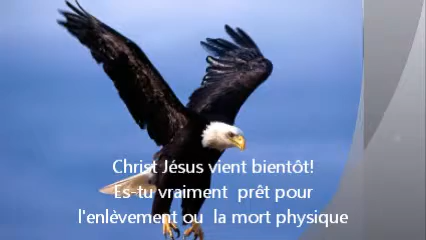 Christ Jésus vient bientôt!
Es-tu vraiment  prêt pour
l'enlèvement ou  la mort physique